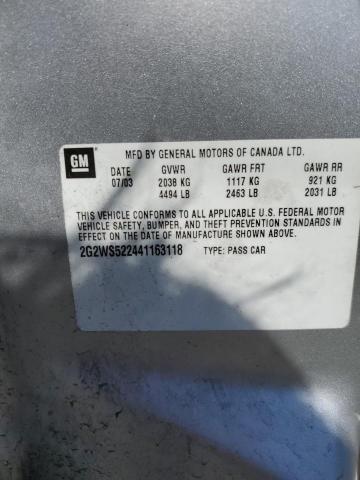 GM
MFD BY GENERAL MOTORS OF CANADA LTD.
DATE GVWR GAWR FRT GAWR RR
07/03 2038 KG 1117 KG 921 KG
4494 LB 2463 LB 2031 LB
THIS VEHICLE CONFORMS TO ALL APPLICABLE U.S. FEDERAL MOTOR
VEHICLE SAFETY, BUMPER, AND THEFT PREVENTION STANDARDS IN
EFFECT ON THE DATE OF MANUFACTURE SHOWN ABOVE.
2G2WS522441163118 TYPE: PASS CAR